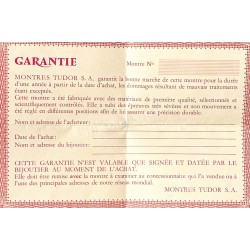 GARANTIE
Montre No
MONTRES TUDOR S.A. garantit la bonne marche de cette montre pour la durée
d'une année à partir de la date d'achat, les dommages résultant de mauvais traitements
étant exceptés.
Cette montre a été fabriquée avec des matériaux de première qualité, sélectionnés et
scientifiquement contrôlés. Elle a subi des épreuves très sévères et son mouvement a été
réglé en différentes positions afin de lui assurer une précision durable.
Nom et adresse de l'acheteur:
Date de l'achat:
Nom et adresse du bijoutier:
CETTE GARANTIE N'EST VALABLE QUE SIGNÉE ET DATÉE PAR LE
BIJOUTIER AU MOMENT DE L'ACHAT.
Elle doit être remise avec la montre à examiner au concessionnaire qui l'a vendue ou à
l'une des principales adresses de notre réseau mondial.
MONTRES TUDOR S.A.